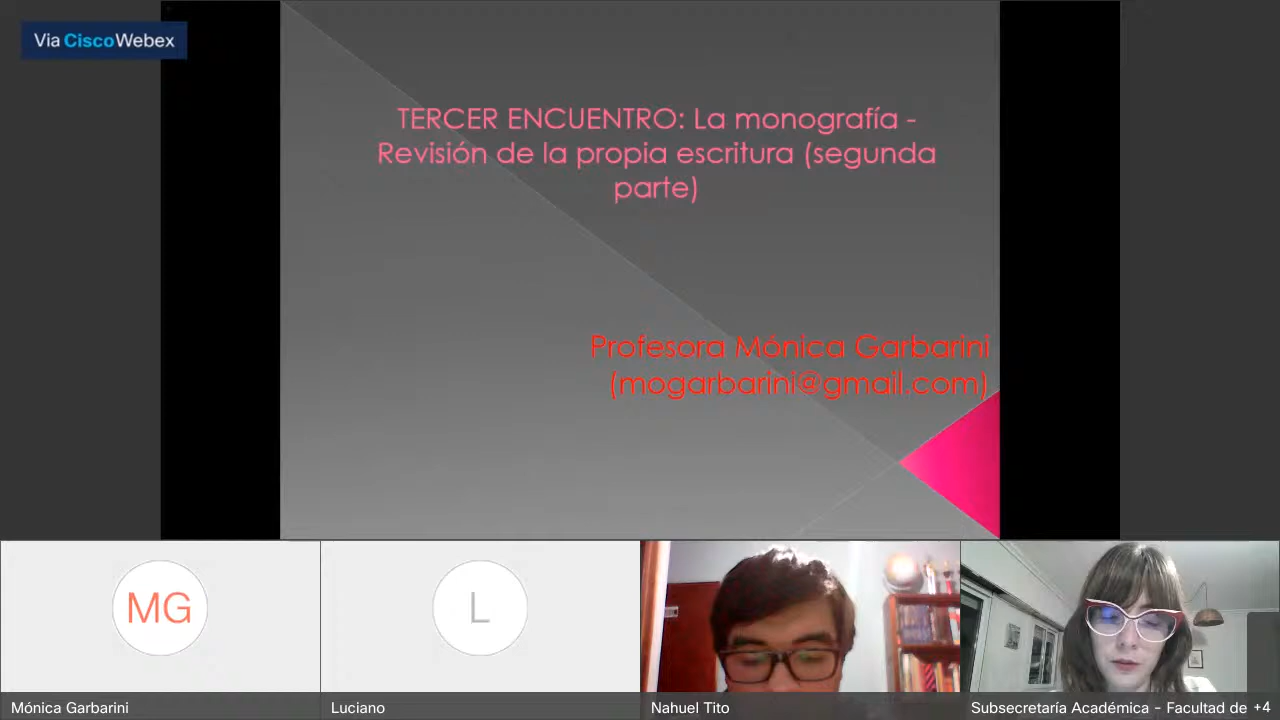 Via CiscoWebex
TERCER ENCUENTRO: La monografía -
Revisión de la propia escritura (segunda
parte)
Profesora Mónica Garbarini
(mogarbarini@gmail.com)
MG
L
Mónica Garbarini
Luciano
Nahuel Tito
Subsecretaría Académica - Facultad de +4